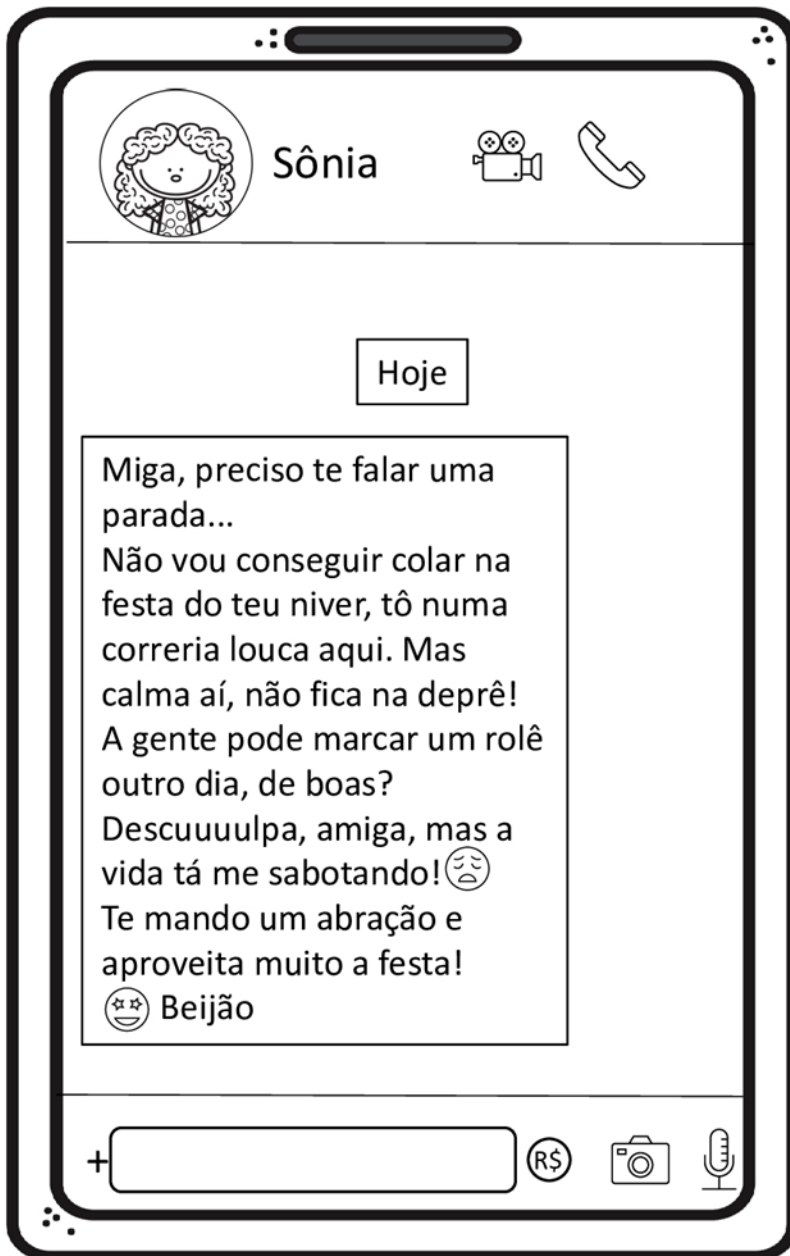 Sônia
Hoje
Miga, preciso te falar uma
parada...
Não vou conseguir colar na
festa do teu niver, tô numa
correria louca aqui. Mas
calma aí, não fica na deprê!
A gente pode marcar um rolê
outro dia, de boas?
Descuuuulpa, amiga, mas a
vida tá me sabotando!
Te mando um abração e
aproveita muito a festa!
Beijão
+
R$